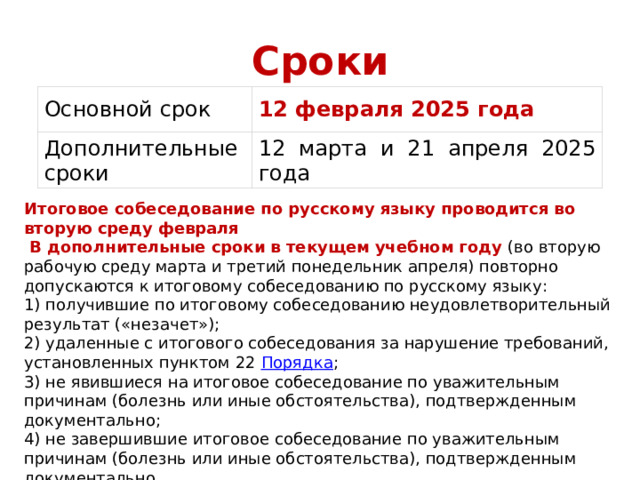 Сроки
Основной срок
12 февраля 2025 года
Дополнительные
сроки
12 марта и 21 апреля 2025
года
Итоговое собеседование по русскому языку проводится во
вторую среду февраля
В дополнительные сроки в текущем учебном году (во вторую
рабочую среду марта и третий понедельник апреля) повторно
допускаются к итоговому собеседованию по русскому языку:
1) получившие по итоговому собеседованию неудовлетворительный
результат («незачет»);
2) удаленные с итогового собеседования за нарушение требований,
установленных пунктом 22 Порядка;
3) не явившиеся на итоговое собеседование по уважительным
причинам (болезнь или иные обстоятельства), подтвержденным
документально;
4) не завершившие итоговое собеседование по уважительным
причинам (болезнь или иные обстоятельства), подтвержденным
документально